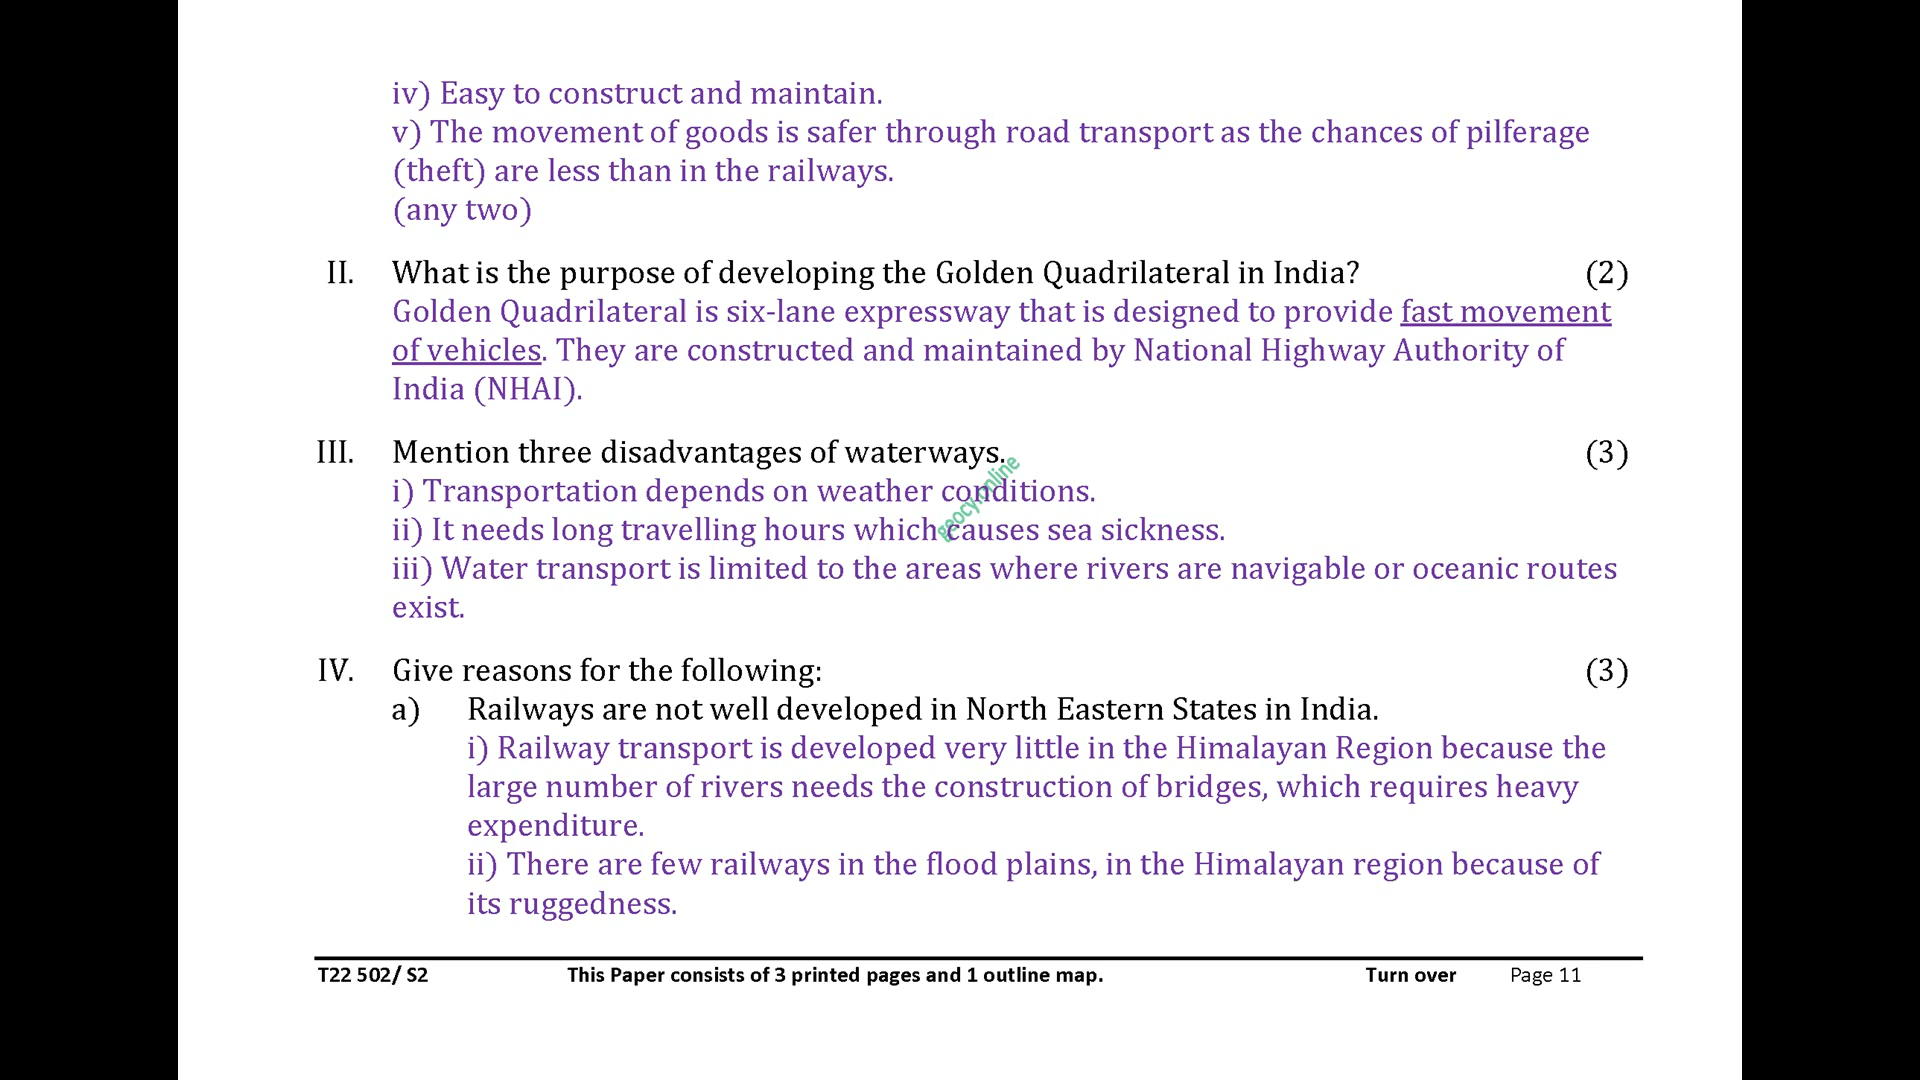 iv) Easy to construct and maintain.
v) The movement of goods is safer through road transport as the chances of pilferage
(theft) are less than in the railways.
(any two)
II. What is the purpose of developing the Golden Quadrilateral in India? (2)
Golden Quadrilateral is six-lane expressway that is designed to provide fast movement
of vehicles. They are constructed and maintained by National Highway Authority of
India (NHAI).
III. Mention three disadvantages of waterways. (3)
i) Transportation depends on weather conditions.
ii) It needs long travelling hours which causes sea sickness.
iii) Water transport is limited to the areas where rivers are navigable or oceanic routes
exist.
geocy.online
IV. Give reasons for the following: (3)
a) Railways are not well developed in North Eastern States in India.
i) Railway transport is developed very little in the Himalayan Region because the
large number of rivers needs the construction of bridges, which requires heavy
expenditure.
ii) There are few railways in the flood plains, in the Himalayan region because of
its ruggedness.
T22 502/ S2 This Paper consists of 3 printed pages and 1 outline map. Turn over Page 11